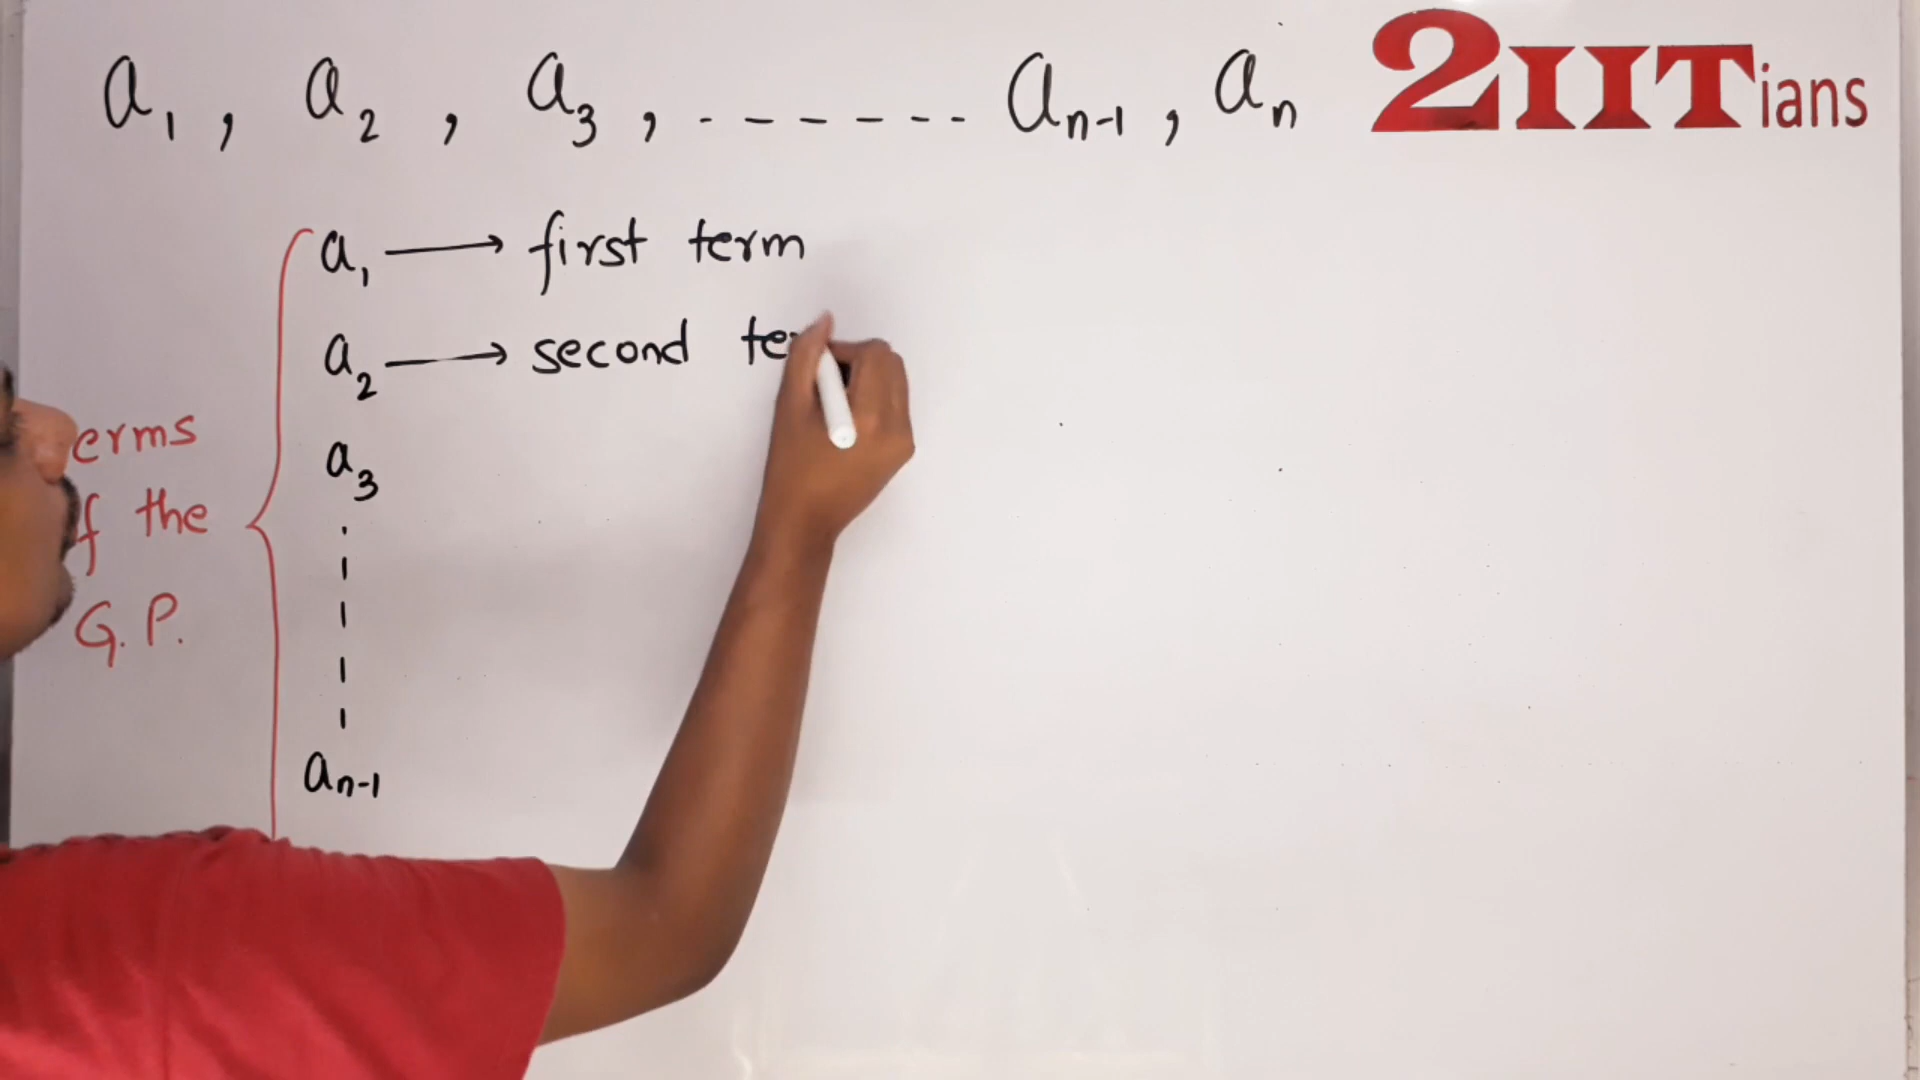 a₁, a₂, a₃, ------- aₙ₋₁, aₙ 2IITians
a₁ → first term
a₂ → second te
a₃
erms
f the
G.P.
aₙ₋₁